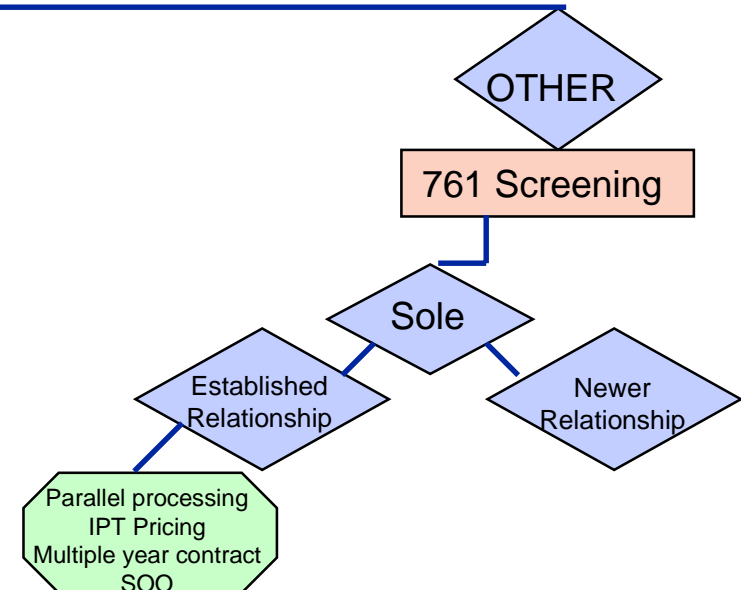 OTHER
761 Screening
Sole
Established
Relationship
Newer
Relationship
Parallel processing
IPT Pricing
Multiple year contract
SOO